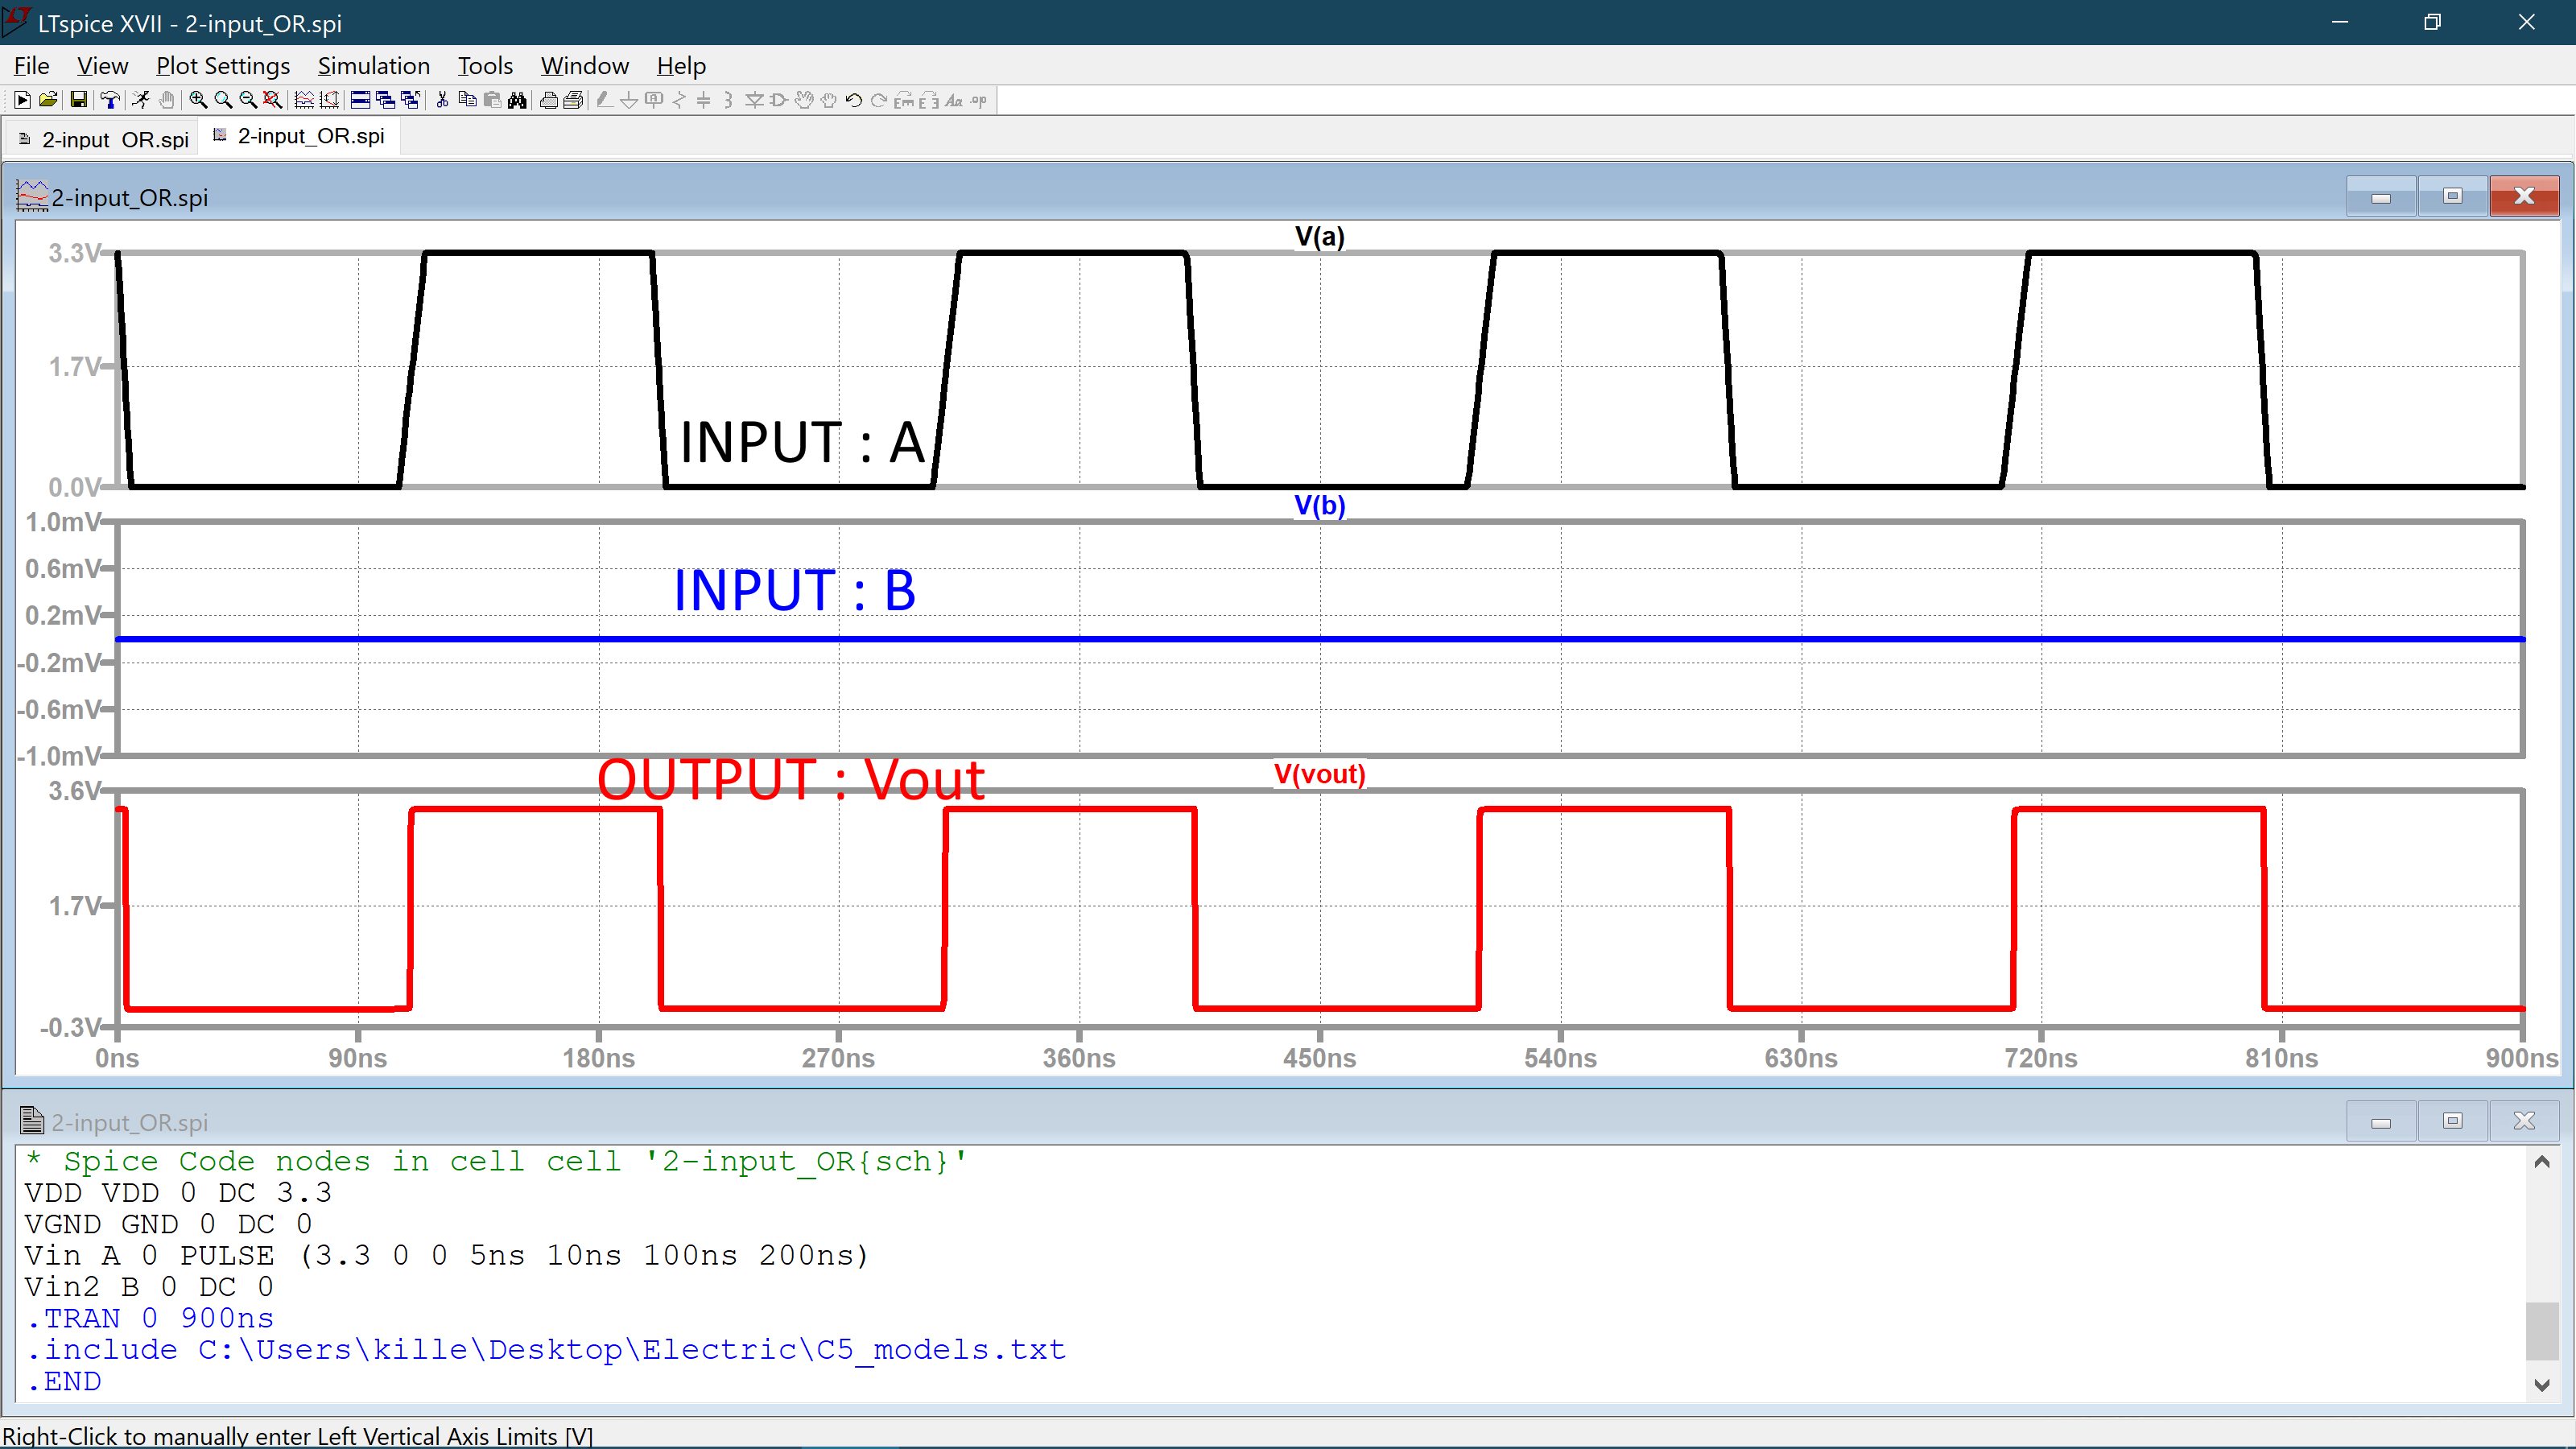 LTspice XVII - 2-input_OR.spi
File View Plot Settings Simulation Tools Window Help
2-input_OR.spi 2-input_OR.spi
2-input_OR.spi
V(a)
3.3V
1.7V
INPUT : A
0.0V
V(b)
1.0mV
0.6mV
INPUT : B
0.2mV
-0.2mV
-0.6mV
-1.0mV
OUTPUT : Vout
V(vout)
3.6V
1.7V
-0.3V
0ns 90ns 180ns 270ns 360ns 450ns 540ns 630ns 720ns 810ns 900ns
2-input_OR.spi
* Spice Code nodes in cell cell '2-input_OR{sch}'
VDD VDD 0 DC 3.3
VGND GND 0 DC 0
Vin A 0 PULSE (3.3 0 0 5ns 10ns 100ns 200ns)
Vin2 B 0 DC 0
.TRAN 0 900ns
.include C:\Users\kille\Desktop\Electric\C5_models.txt
.END
Right-Click to manually enter Left Vertical Axis Limits [V]